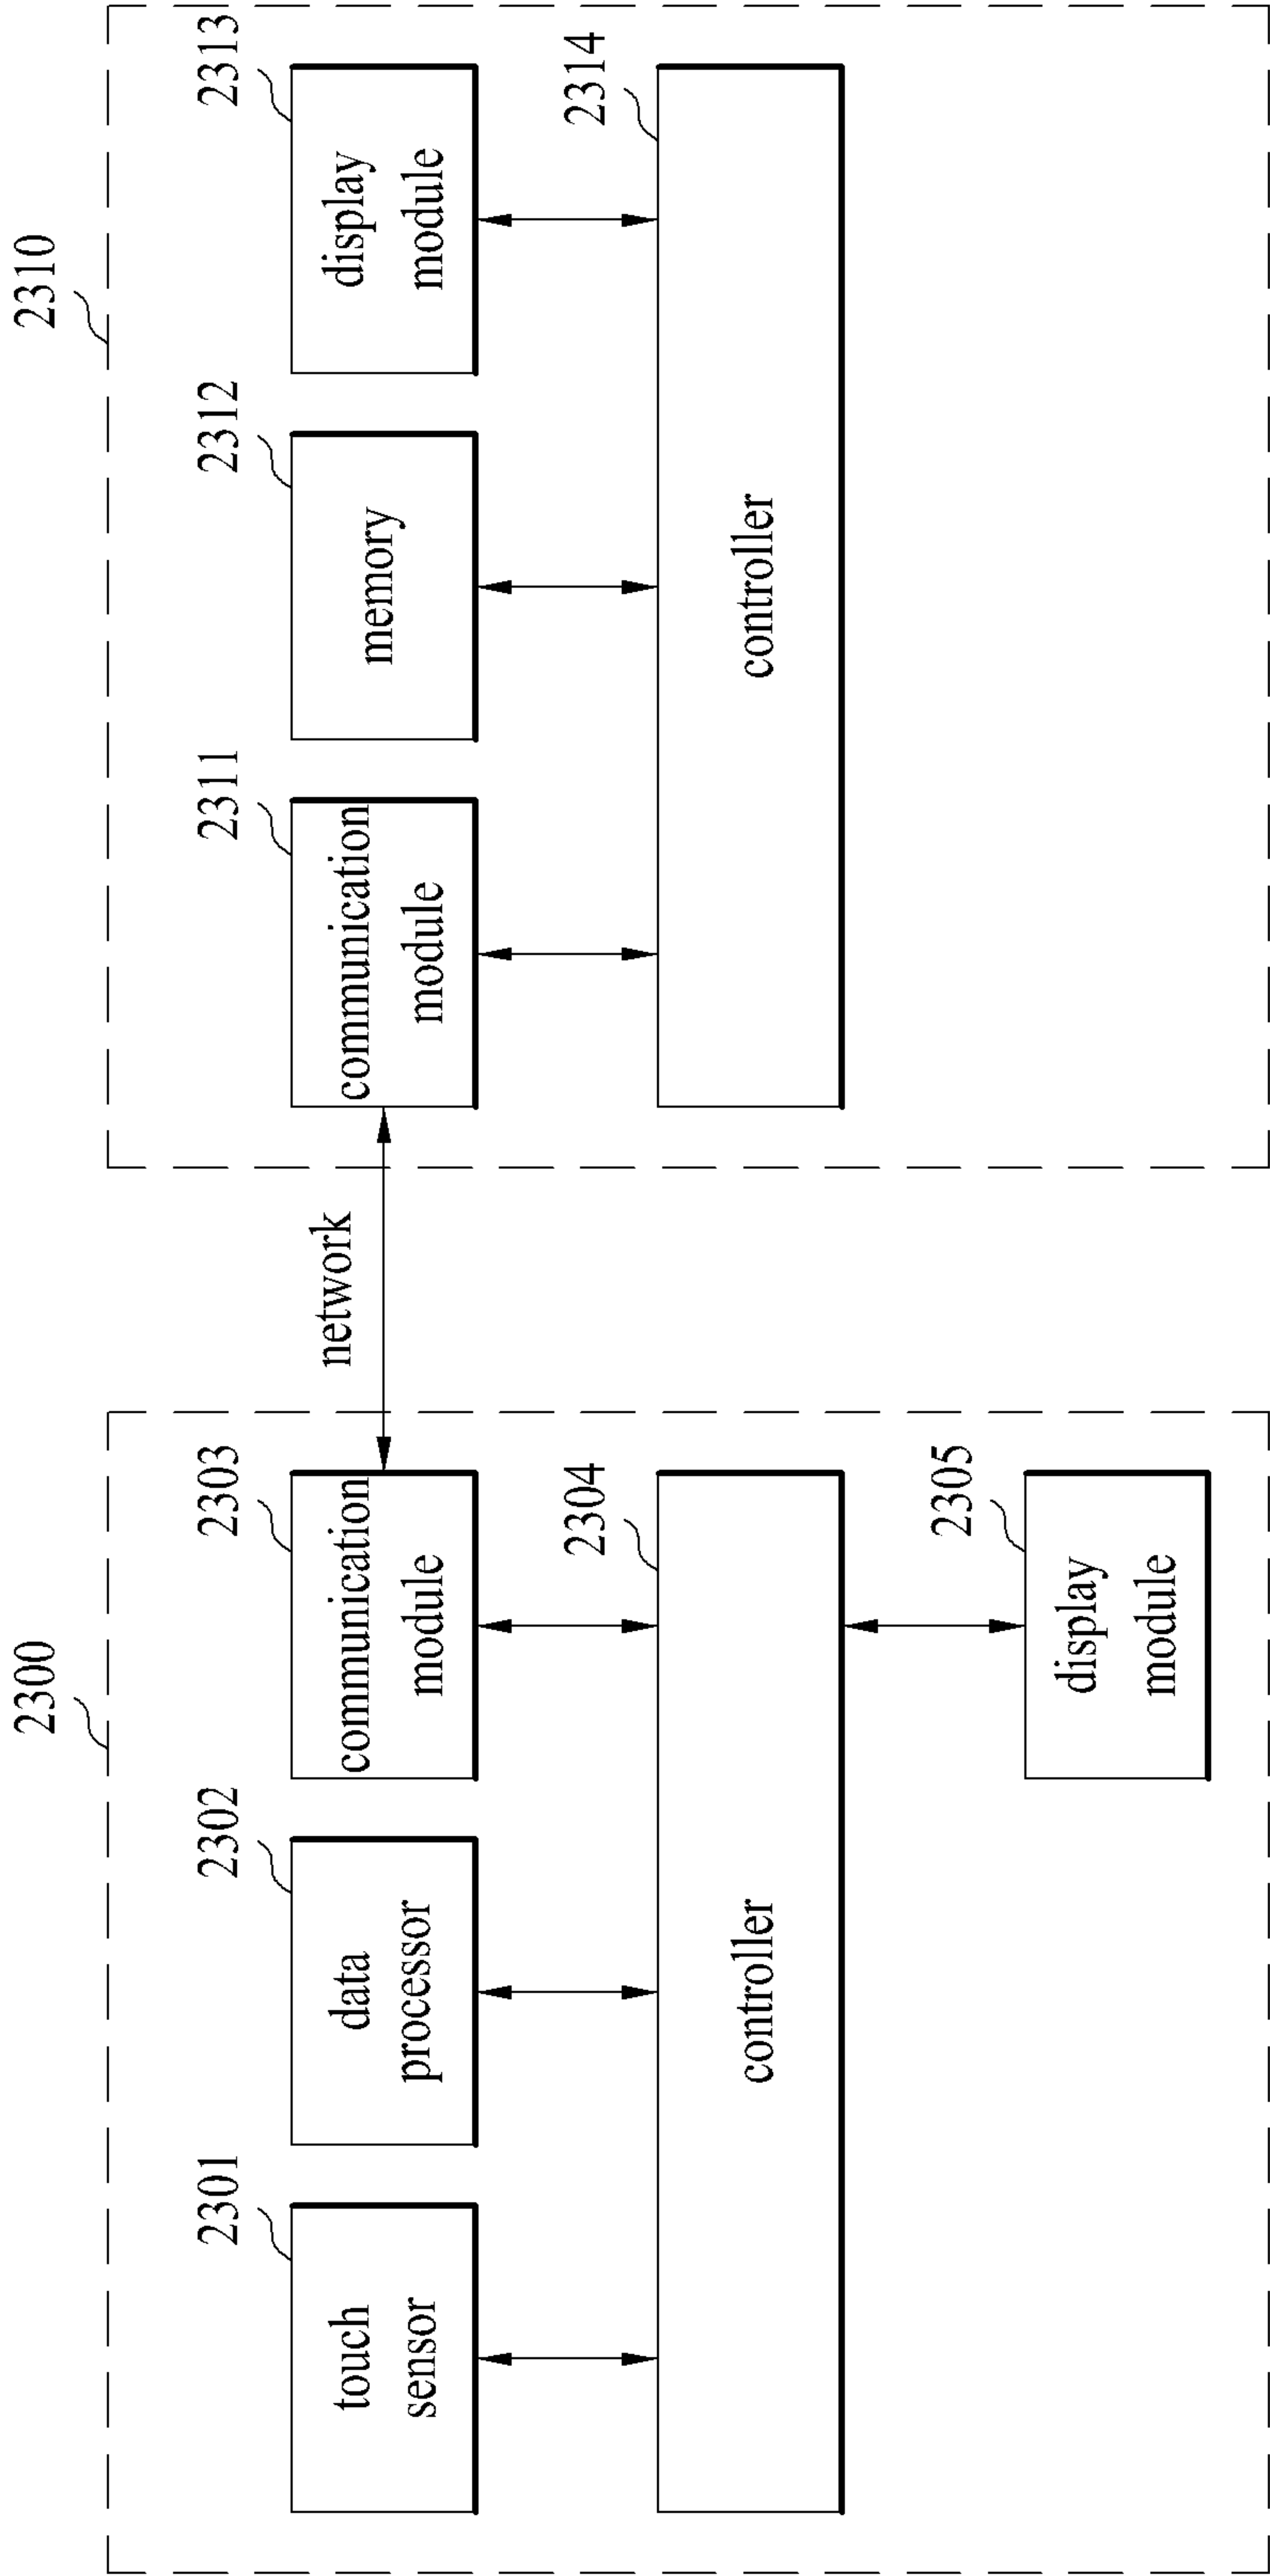 2300
2301
touch
sensor
2302
data
processor
2303
communication
module
2304
controller
2305
display
module
network
2310
2311
communication
module
2312
memory
2313
display
module
2314
controller